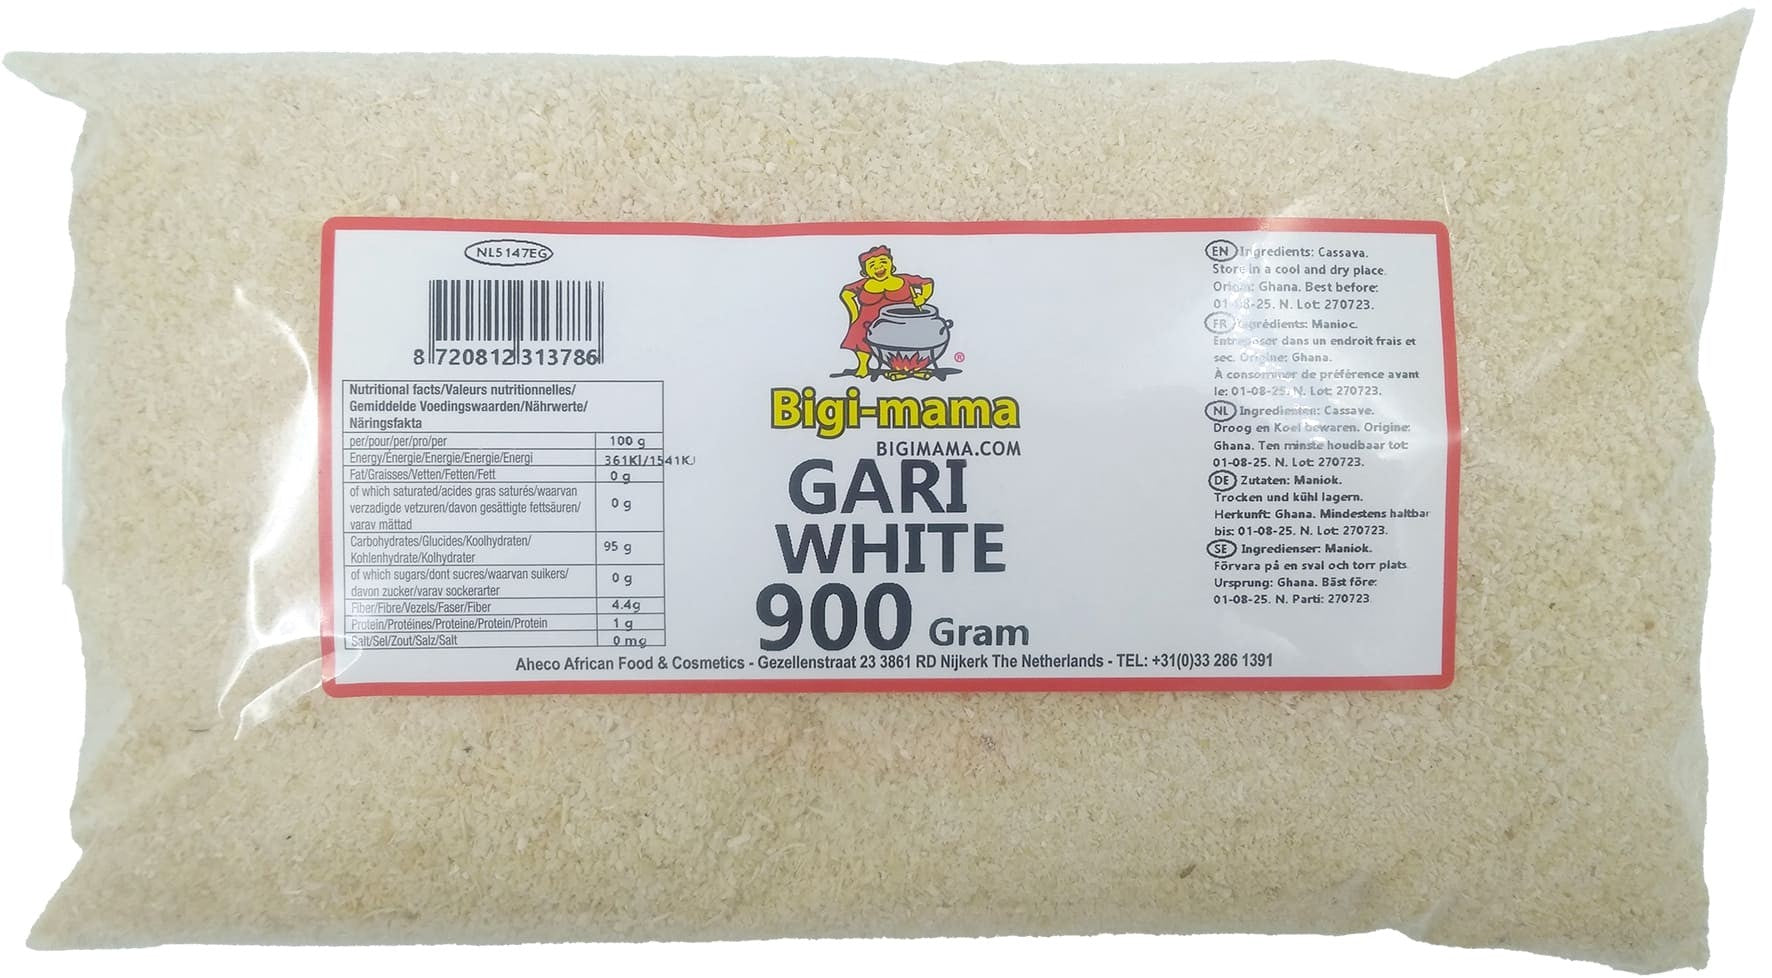 NL5147EG
8 720812 313786
Nutritional facts/Valeurs nutritionnelles/
Gemiddelde Voedingswaarden/Nährwerte/
Näringsfakta
per/pour/per/pro/per 100 g
Energy/Énergie/Energie/Energie/Energi 361Kl/1541KJ
Fat/Graisses/Vetten/Fetten/Fett 0 g
of which saturated/acides gras saturés/waarvan
verzadigde vetzuren/davon gesättigte fettsäuren/ 0 g
varav mättad
Carbohydrates/Glucides/Koolhydraten/ 95 g
Kohlenhydrate/Kolhydrater
of which sugars/dont sucres/waarvan suikers/ 0 g
davon zucker/varav sockerarter
Fiber/Fibre/Vezels/Faser/Fiber 4.4g
Protein/Protéines/Proteine/Protein/Protein 1 g
Salt/Sel/Zout/Salz/Salt 0 mg
®
Bigi-mama
BIGIMAMA.COM
GARI
WHITE
900 Gram
EN Ingredients: Cassava.
Store in a cool and dry place.
Origin: Ghana. Best before:
01-08-25. N. Lot: 270723.
FR Ingrédients: Manioc.
Entreposer dans un endroit frais et
sec. Origine: Ghana.
À consommer de préférence avant
le: 01-08-25. N. Lot: 270723.
NL Ingredienten: Cassave.
Droog en Koel bewaren. Origine:
Ghana. Ten minste houdbaar tot:
01-08-25. N. Lot: 270723.
DE Zutaten: Maniok.
Trocken und kühl lagern.
Herkunft: Ghana. Mindestens haltbar
bis: 01-08-25. N. Lot: 270723.
SE Ingredienser: Maniok.
Förvara på en sval och torr plats.
Ursprung: Ghana. Bäst före:
01-08-25. N. Parti: 270723
Aheco African Food & Cosmetics - Gezellenstraat 23 3861 RD Nijkerk The Netherlands - TEL: +31(0)33 286 1391